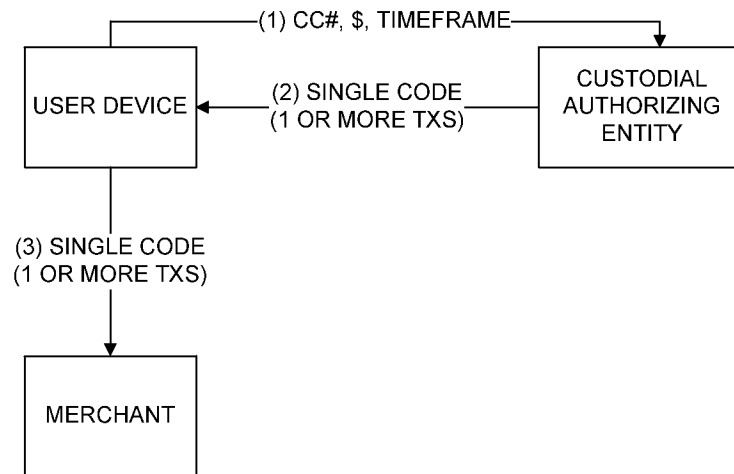 (1) CC#, $, TIMEFRAME
USER DEVICE
(2) SINGLE CODE
(1 OR MORE TXS)
CUSTODIAL
AUTHORIZING
ENTITY
(3) SINGLE CODE
(1 OR MORE TXS)
MERCHANT